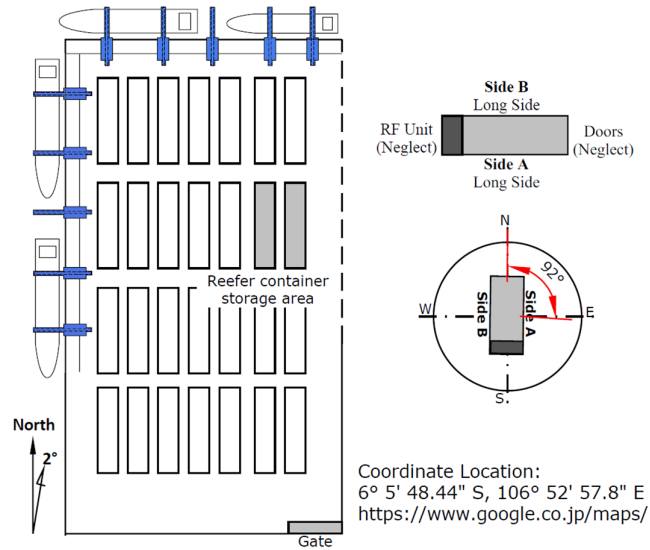 Side B
Long Side
RF Unit
(Neglect)
Doors
(Neglect)
Side A
Long Side
Reefer container
storage area
N
92°
W
Side B
Side A
E
S
North
2°
Coordinate Location:
6° 5' 48.44" S, 106° 52' 57.8" E
https://www.google.co.jp/maps/
Gate